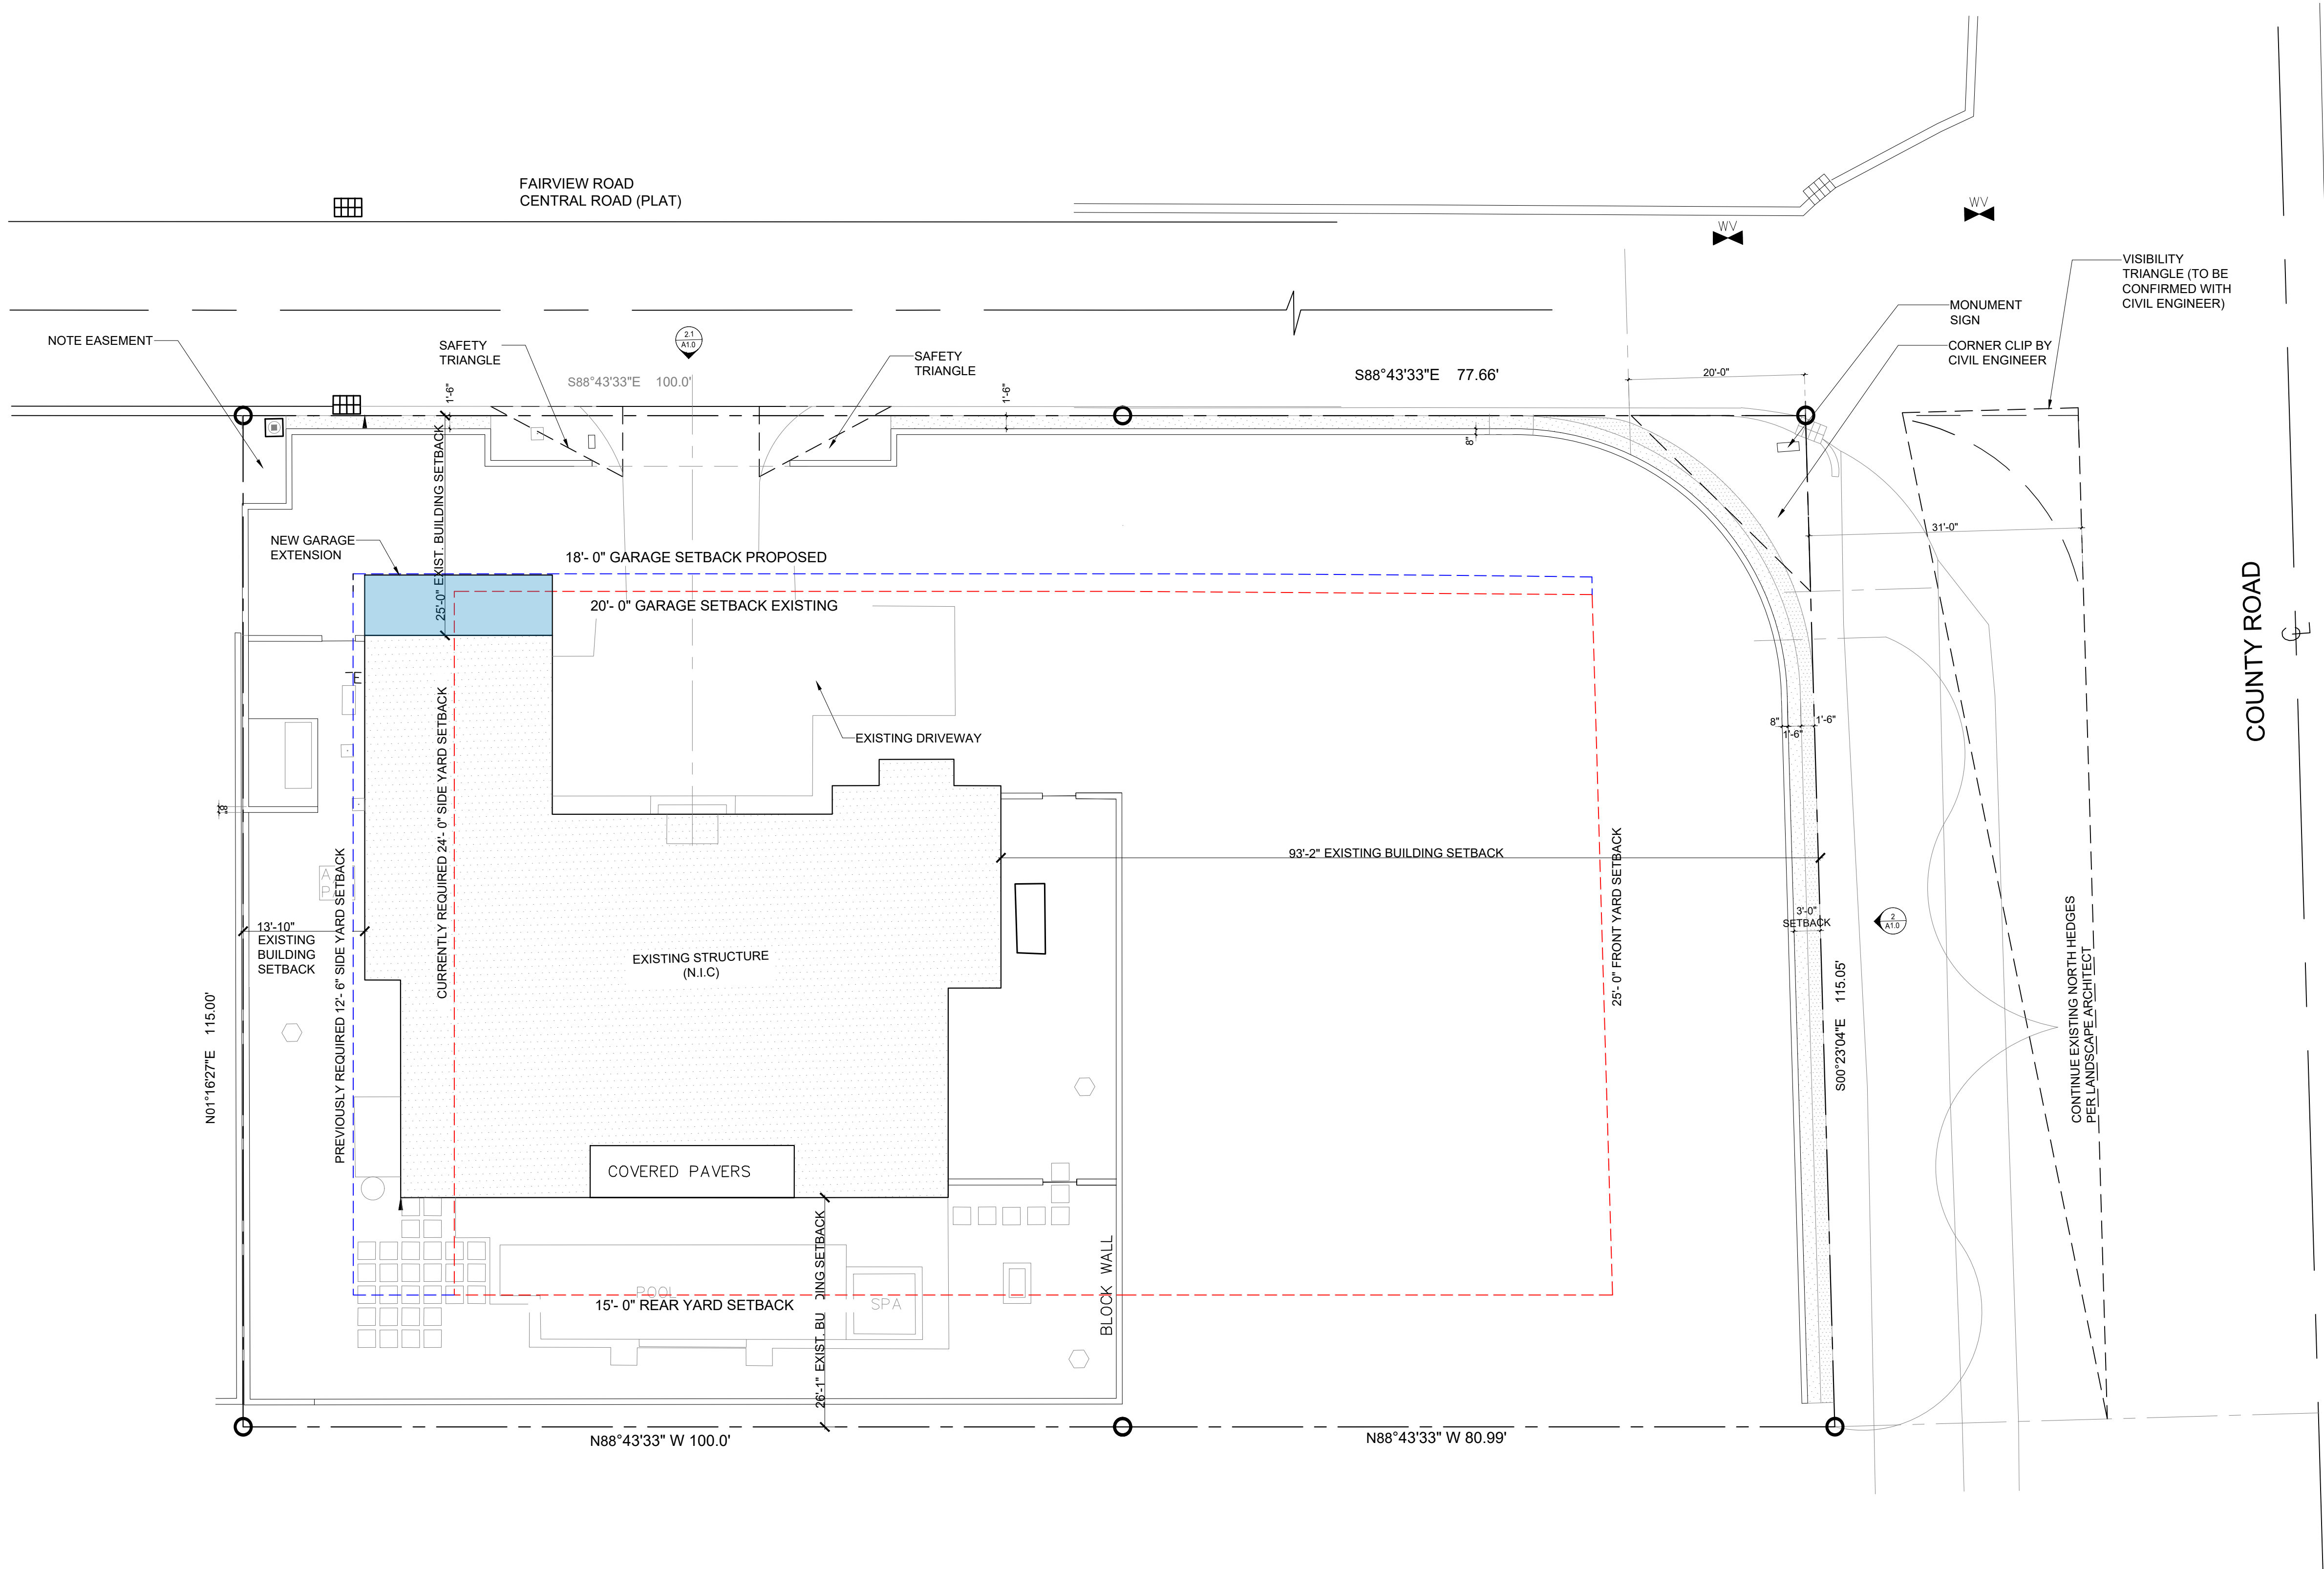 FAIRVIEW ROAD
CENTRAL ROAD (PLAT)
WV
WV
VISIBILITY
TRIANGLE (TO BE
CONFIRMED WITH
CIVIL ENGINEER)
MONUMENT
SIGN
CORNER CLIP BY
CIVIL ENGINEER
NOTE EASEMENT
SAFETY
TRIANGLE
2.1
A1.0
SAFETY
TRIANGLE
S88°43'33"E 100.0'
S88°43'33"E 77.66'
20'-0"
1'-6"
1'-6"
8"
31'-0"
25'-0" EXIST. BUILDING SETBACK
NEW GARAGE
EXTENSION
18'- 0" GARAGE SETBACK PROPOSED
20'- 0" GARAGE SETBACK EXISTING
COUNTY ROAD
CL
EXISTING DRIVEWAY
8"
1'-6"
1'-6"
8"
CURRENTLY REQUIRED 24'- 0" SIDE YARD SETBACK
PREVIOUSLY REQUIRED 12'- 6" SIDE YARD SETBACK
93'-2" EXISTING BUILDING SETBACK
25'- 0" FRONT YARD SETBACK
13'-10"
EXISTING
BUILDING
SETBACK
3'-0"
SETBACK
2
A1.0
EXISTING STRUCTURE
(N.I.C)
N01°16'27"E 115.00'
S00°23'04"E 115.05'
CONTINUE EXISTING NORTH HEDGES
PER LANDSCAPE ARCHITECT
COVERED PAVERS
POOL
15'- 0" REAR YARD SETBACK
SPA
26'-1" EXIST. BU DING SETBACK
BLOCK WALL
N88°43'33" W 100.0'
N88°43'33" W 80.99'